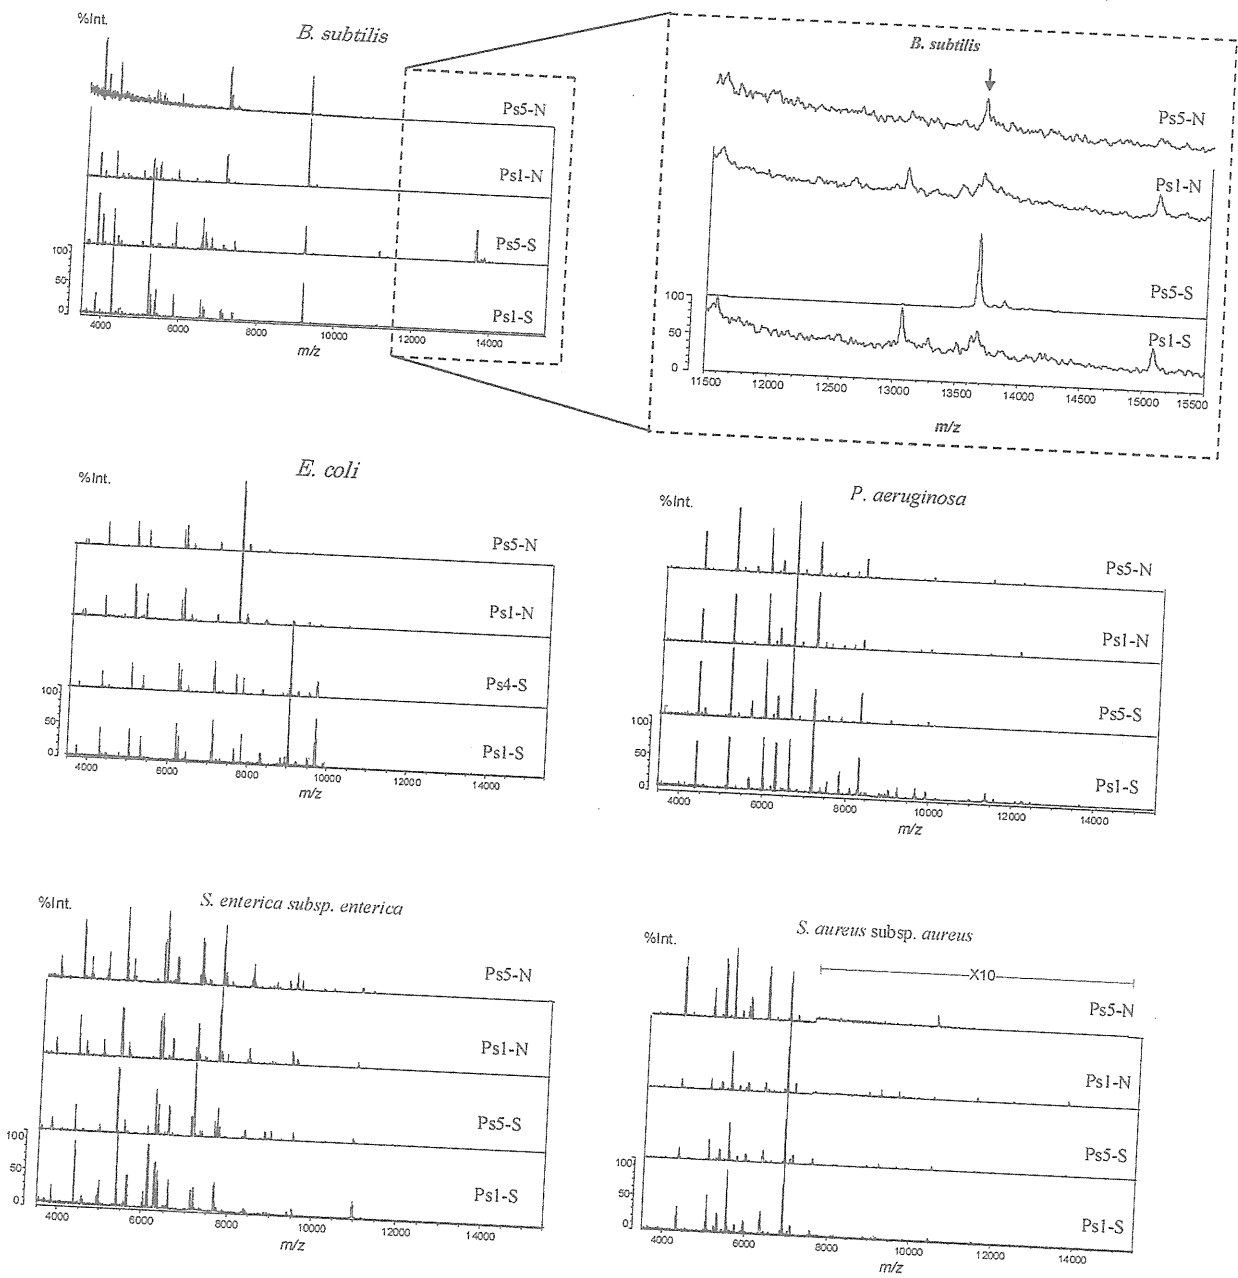 %Int.
B. subtilis
Ps5-N
Ps1-N
Ps5-S
Ps1-S
100
50
0
4000 6000 8000 10000 12000 14000
m/z
B. subtilis
Ps5-N
Ps1-N
Ps5-S
Ps1-S
100
50
0
11500 12000 12500 13000 13500 14000 14500 15000 15500
m/z
%Int.
E. coli
Ps5-N
Ps1-N
Ps4-S
Ps1-S
100
50
0
4000 6000 8000 10000 12000 14000
m/z
%Int.
P. aeruginosa
Ps5-N
Ps1-N
Ps5-S
Ps1-S
100
50
0
4000 6000 8000 10000 12000 14000
m/z
%Int.
S. enterica subsp. enterica
Ps5-N
Ps1-N
Ps5-S
Ps1-S
100
50
0
4000 6000 8000 10000 12000 14000
m/z
%Int.
S. aureus subsp. aureus
X10
Ps5-N
Ps1-N
Ps5-S
Ps1-S
100
50
0
4000 6000 8000 10000 12000 14000
m/z